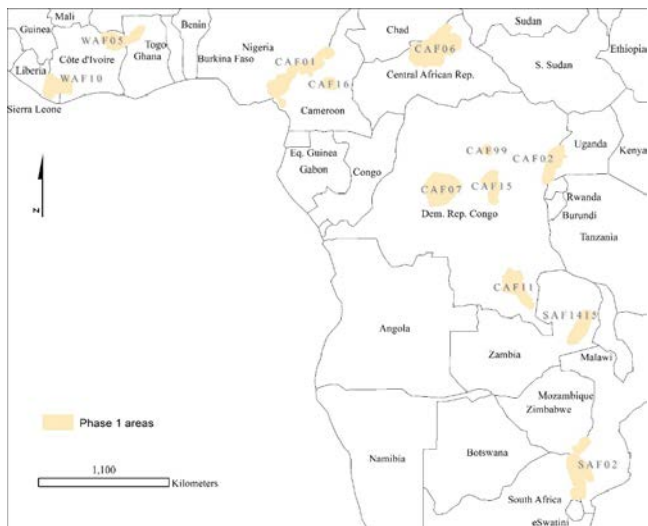 Mali
Guinea
Benin
Chad
Sudan
WAF05
Togo
Nigeria
CAF06
Ethiopia
Côte d'Ivoire
Ghana
Burkina Faso
CAF01
Liberia
WAF10
CAF16
Central African Rep.
S. Sudan
Sierra Leone
Cameroon
Eq. Guinea
Gabon
Congo
CAF99
CAF02
Uganda
Kenya
N
CAF07
CAF15
Rwanda
Dem. Rep. Congo
Burundi
Tanzania
CAF11
SAF1415
Angola
Zambia
Malawi
Mozambique
Zimbabwe
Phase 1 areas
Namibia
Botswana
SAF02
1,100
Kilometers
South Africa
eSwatini